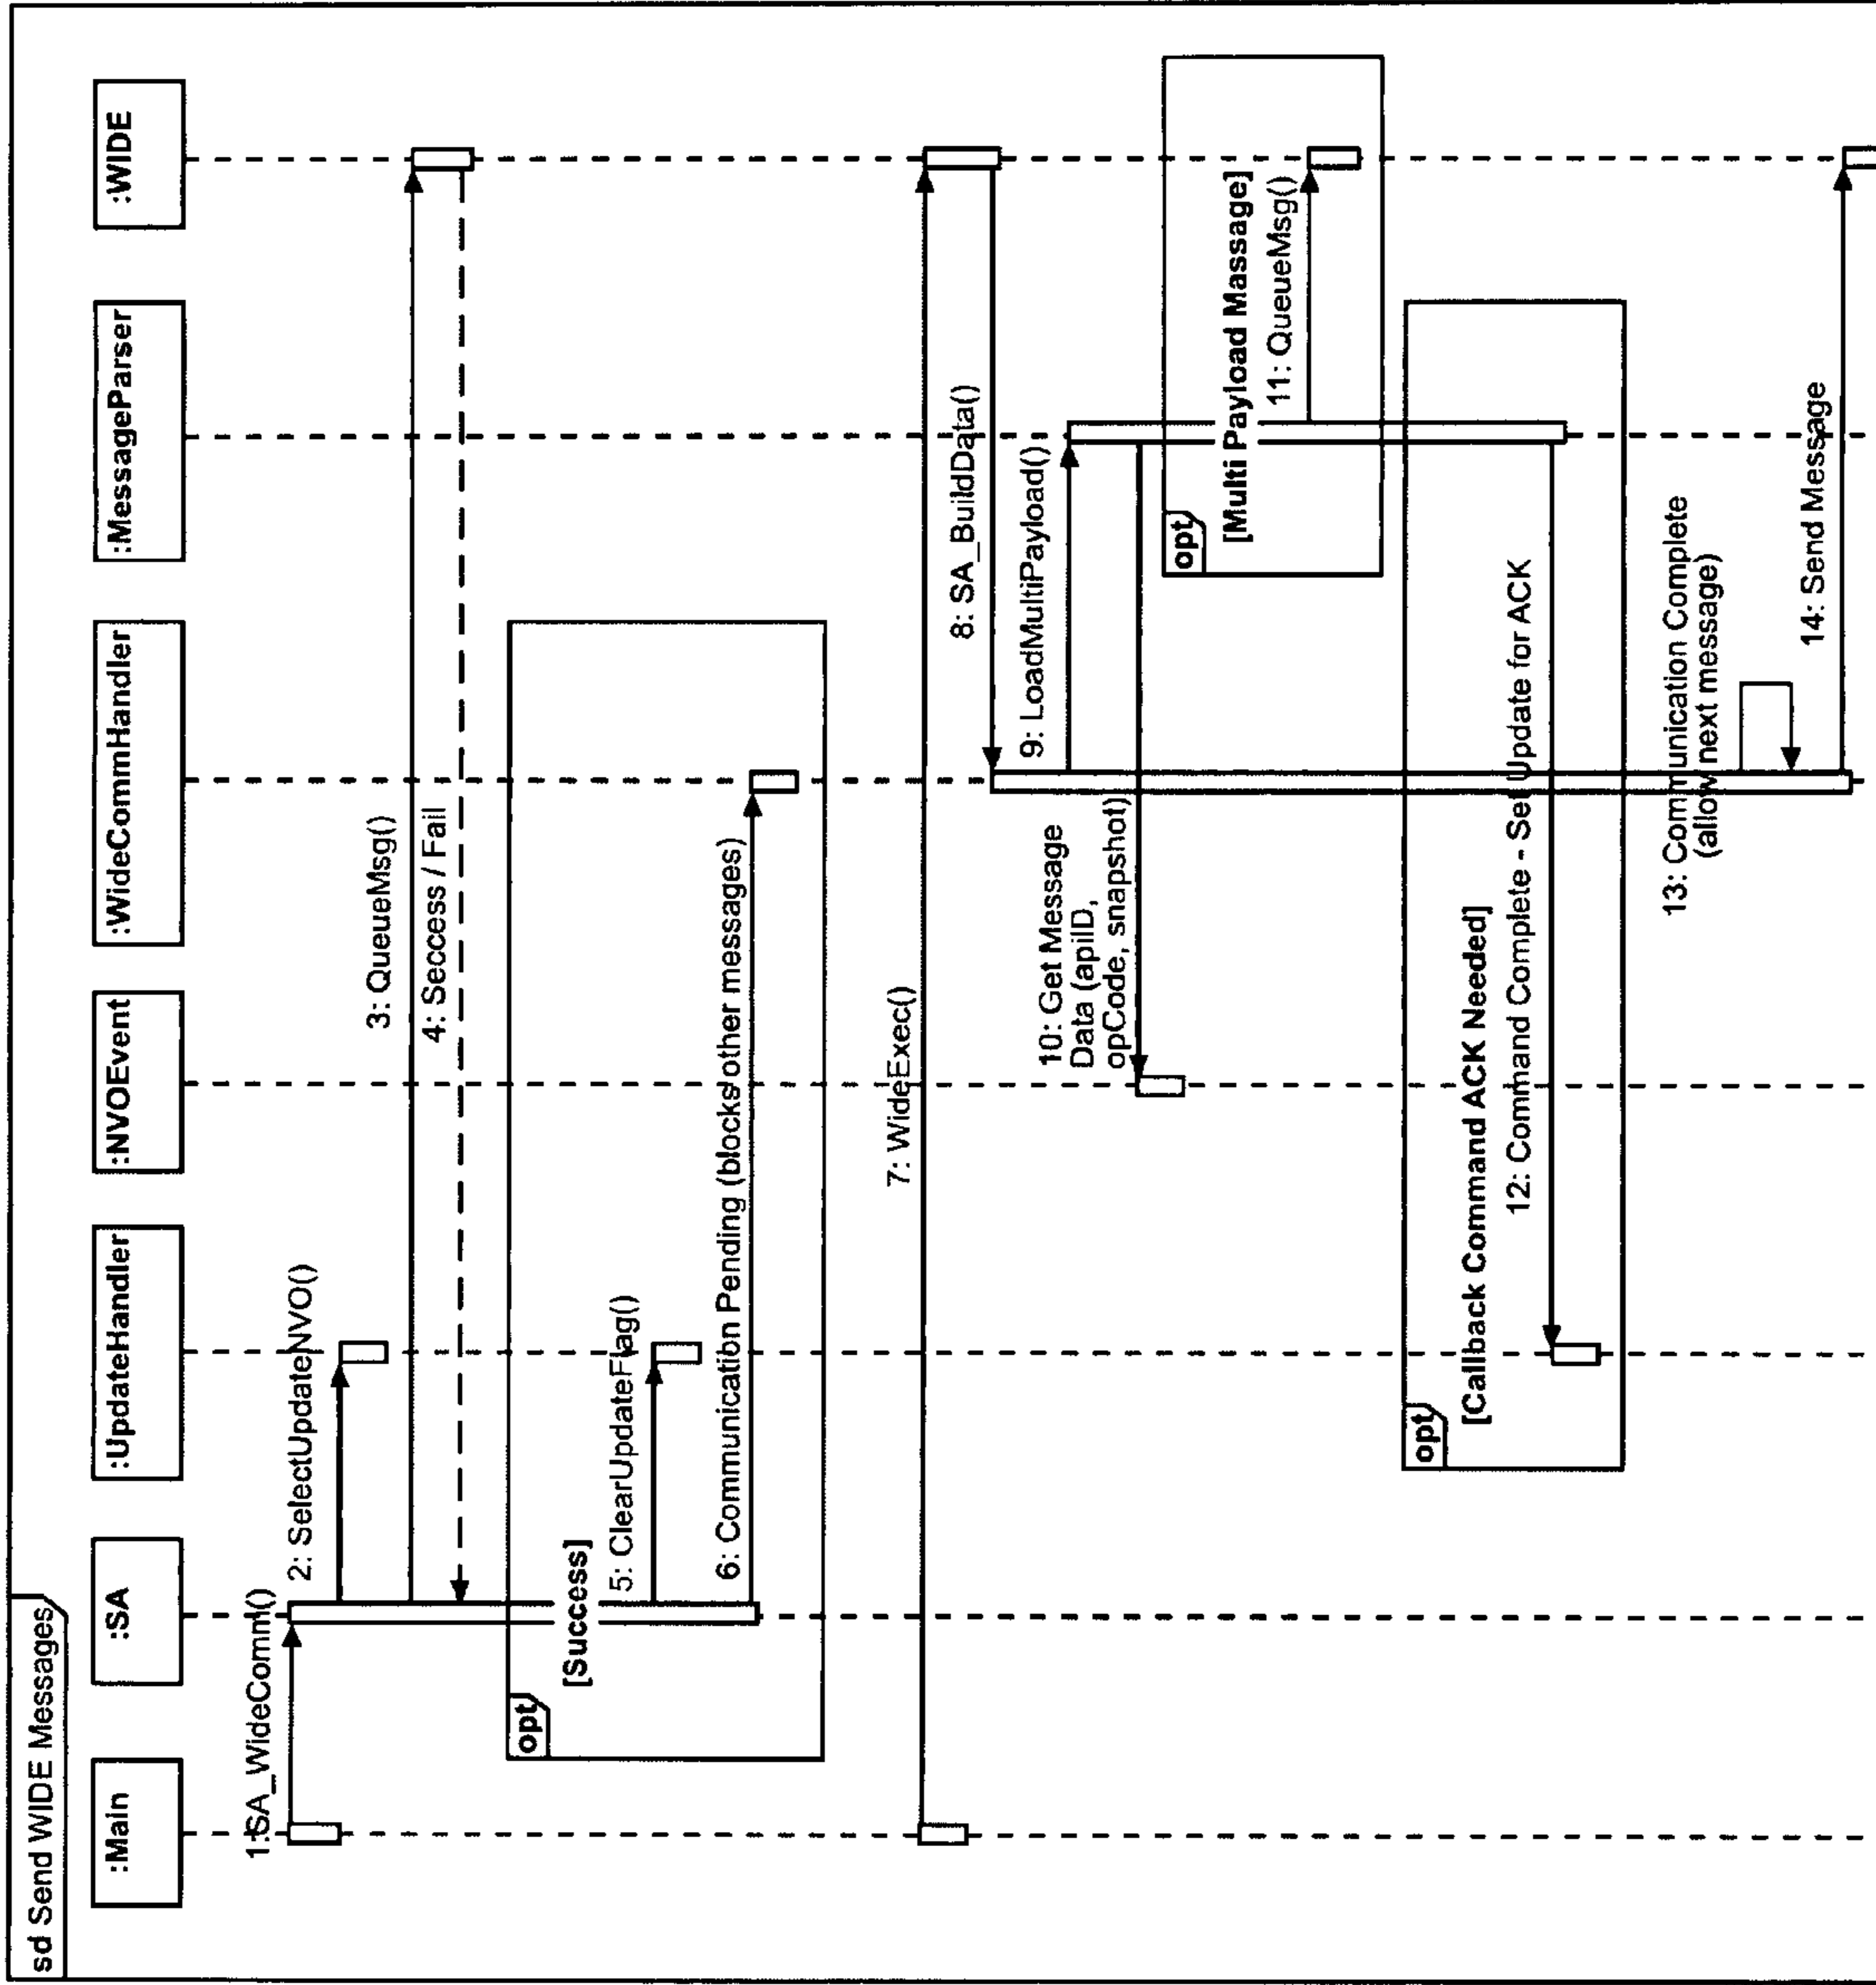 sd Send WIDE Messages
:Main
:SA
:UpdateHandler
:NVOEvent
:WideCommHandler
:MessageParser
:WIDE
1:SA_WideComm()
2: SelectUpdateNVO()
3: QueueMsg()
4: Seccess / Fail
opt
[Success]
5: ClearUpdateFlag()
6: Communication Pending (blocks other messages)
7: WideExec()
8: SA_BuildData()
9: LoadMultiPayload()
10: Get Message
Data (apiID,
opCode, snapshot)
opt
[Multi Payload Massage]
11: QueueMsg()
opt
[Callback Command ACK Needed]
12: Command Complete - Set Update for ACK
13: Communication Complete
(allow next message)
14: Send Message